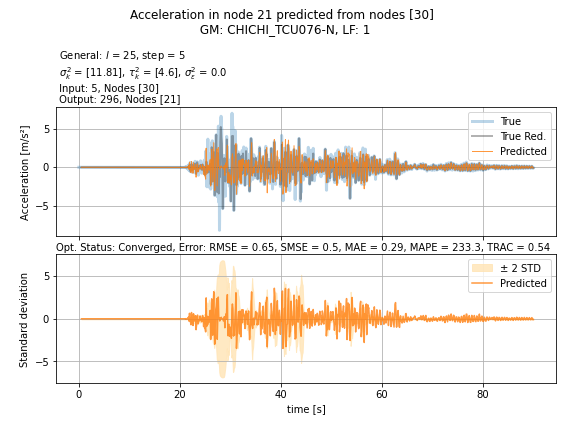 Acceleration in node 21 predicted from nodes [30]
GM: CHICHI_TCU076-N, LF: 1
General: l = 25, step = 5
σ²ₖ = [11.81], τ²ₖ = [4.6], σ²ₑ = 0.0
Input: 5, Nodes [30]
Output: 296, Nodes [21]
Acceleration [m/s²]
5
0
−5
True
True Red.
Predicted
Opt. Status: Converged, Error: RMSE = 0.65, SMSE = 0.5, MAE = 0.29, MAPE = 233.3, TRAC = 0.54
Standard deviation
5
0
−5
± 2 STD
Predicted
0 20 40 60 80
time [s]